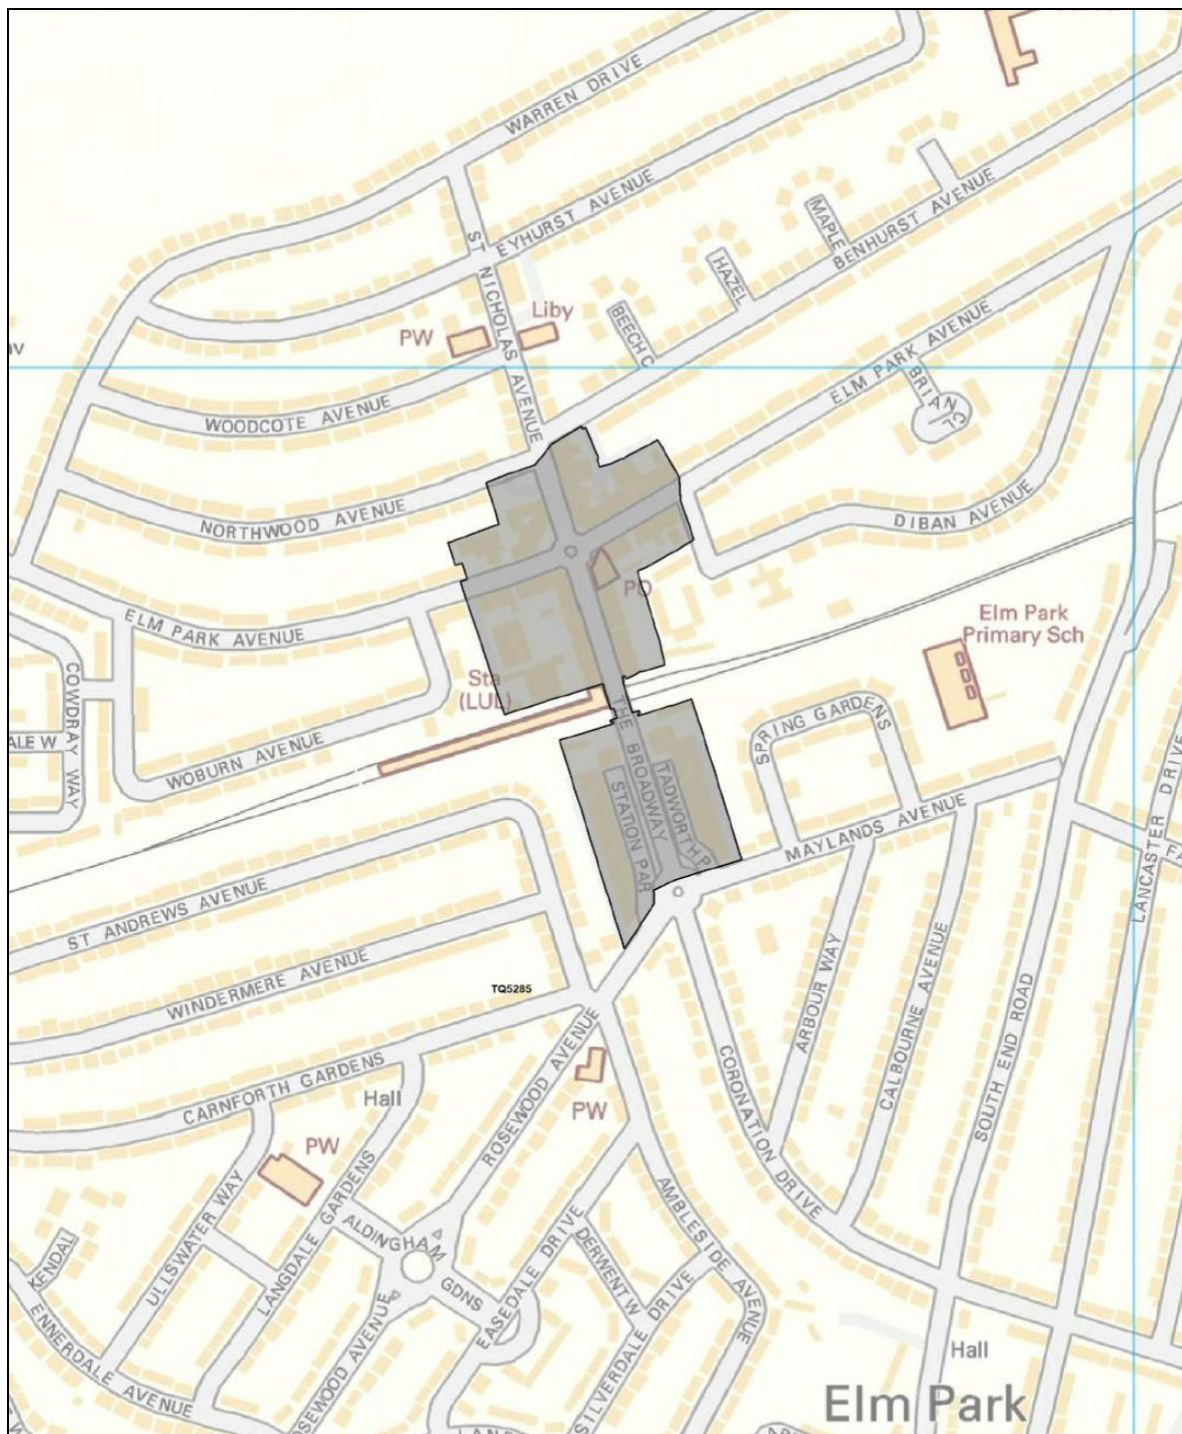 WARREN DRIVE
EYHURST AVENUE
ST NICHOLAS AVENUE
MAPLE
BENHURST AVENUE
HAZEL
BEECH C
Liby
PW
ELM PARK AVENUE
BRIAN CL
WOODCOTE AVENUE
NORTHWOOD AVENUE
DIBAN AVENUE
PO
ELM PARK AVENUE
Elm Park
Primary Sch
COWDRAY WAY
Sta
(LUL)
ALE W
WOBURN AVENUE
THE BROADWAY
SPRING GARDENS
STATION PAR
TADWORTH P
MAYLANDS AVENUE
LANCASTER DRIVE
FA
ST ANDREWS AVENUE
WINDERMERE AVENUE
TQ5285
ARBOUR WAY
CALBOURNE AVENUE
SOUTH END ROAD
CARNFORTH GARDENS
Hall
ROSEWOOD AVENUE
PW
CORONATION DRIVE
PW
ULLSWATER WAY
LANGDALE GARDENS
ALDINGHAM
GDNS
EASEDALE DRIVE
DERWENT W
AMBLESIDE AVENUE
KENDAL
ENNERDALE AVENUE
OSEWOOD AVENUE
SILVERDALE DRIVE
Hall
Elm Park